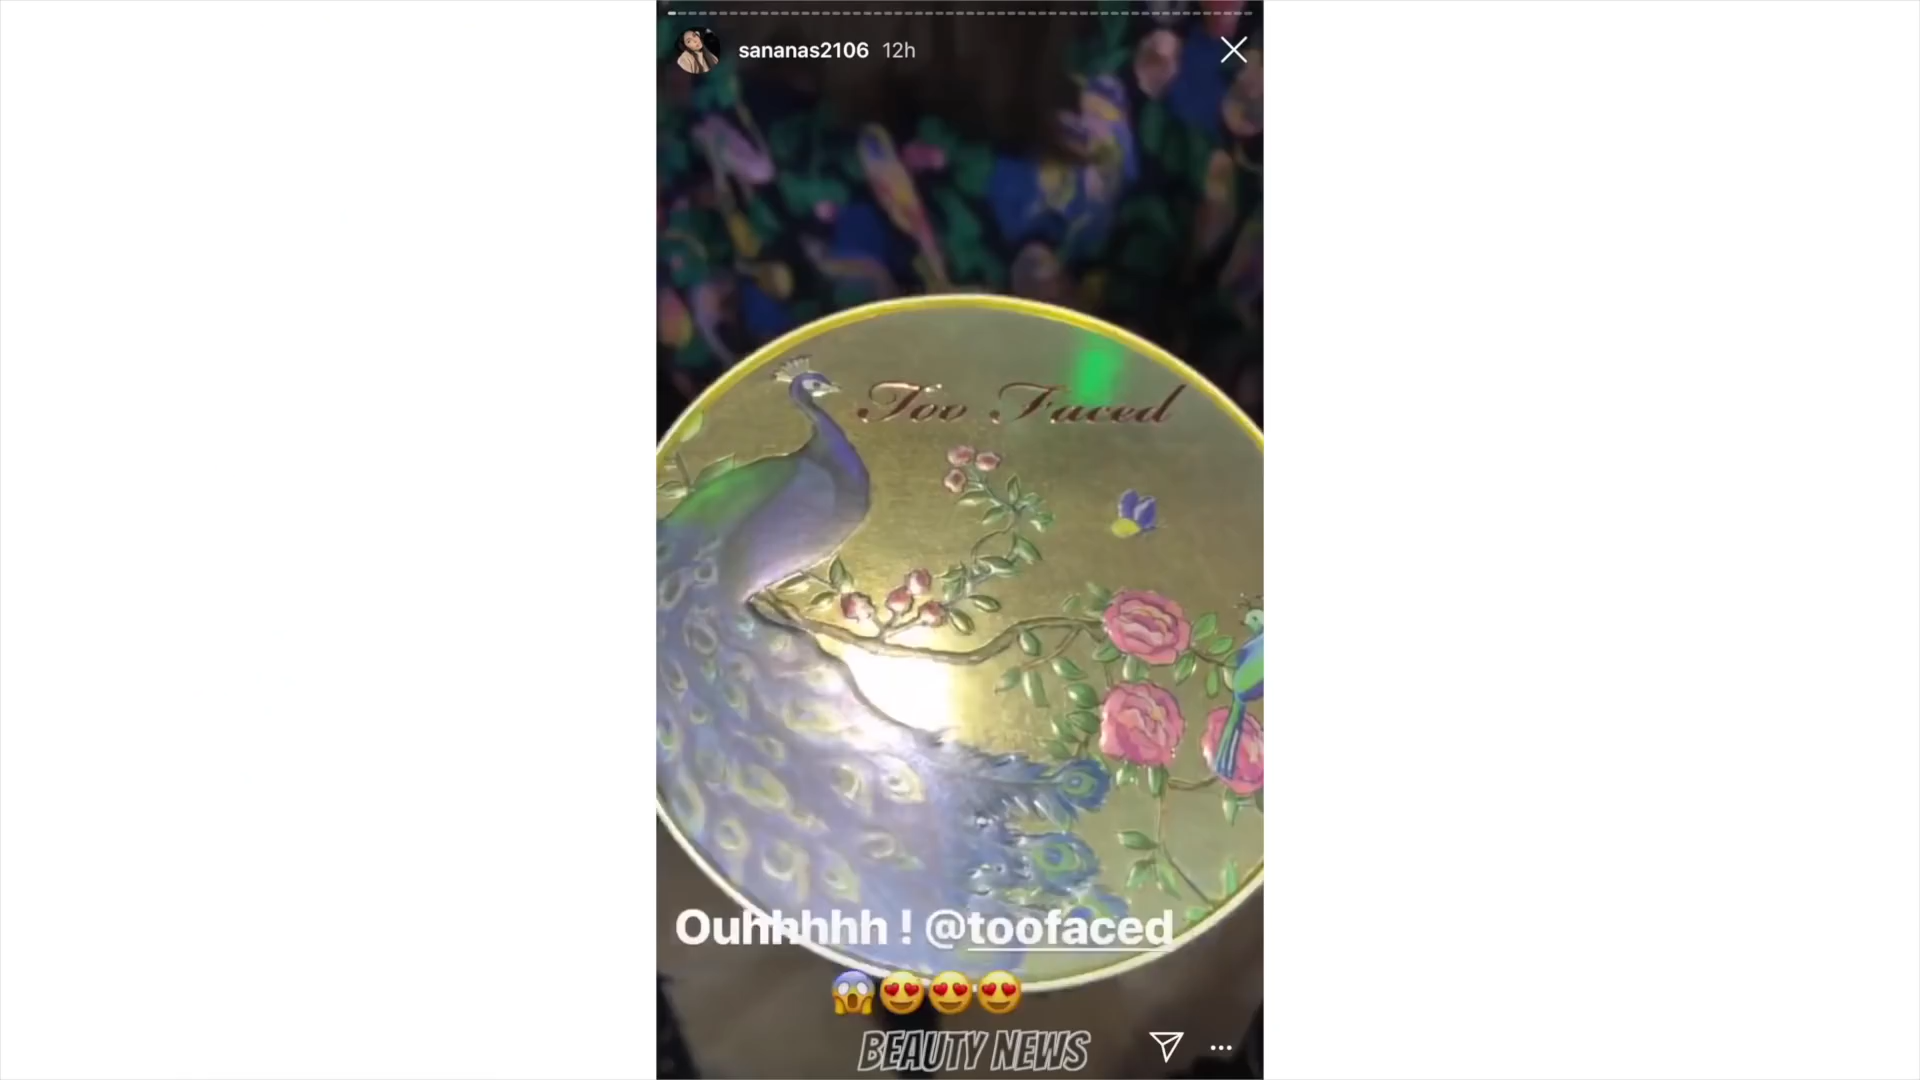 sananas2106 12h
Too Faced
Ouhhhhh ! @toofaced
😱😍😍😍
BEAUTY NEWS